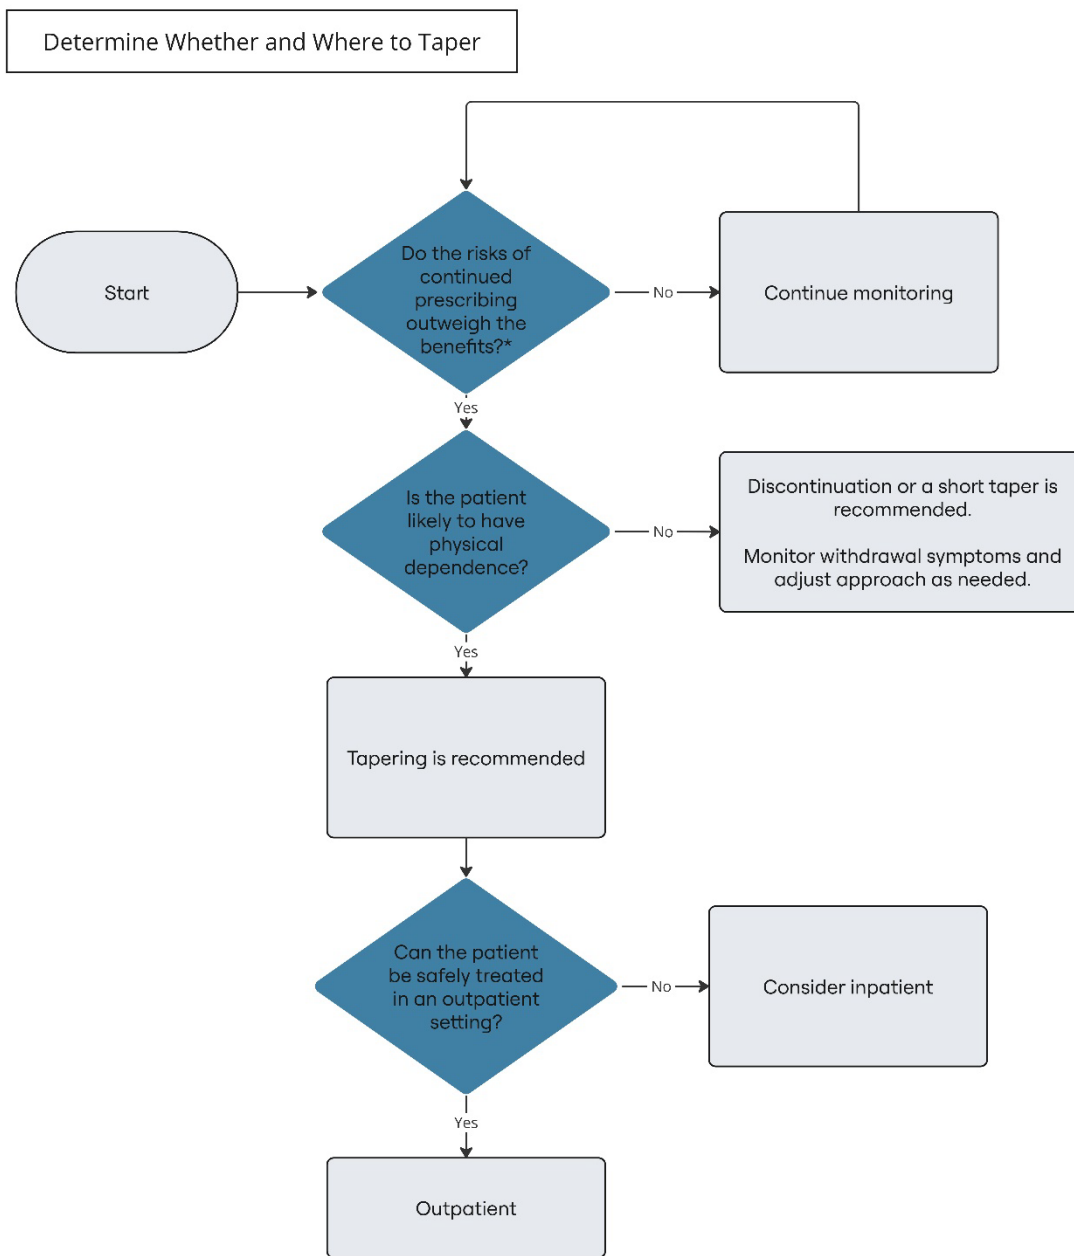 Determine Whether and Where to Taper
Start
Do the risks of
continued
prescribing
outweigh the
benefits?*
No
Continue monitoring
Yes
Is the patient
likely to have
physical
dependence?
No
Discontinuation or a short taper is
recommended.
Monitor withdrawal symptoms and
adjust approach as needed.
Yes
Tapering is recommended
Can the patient
be safely treated
in an outpatient
setting?
No
Consider inpatient
Yes
Outpatient